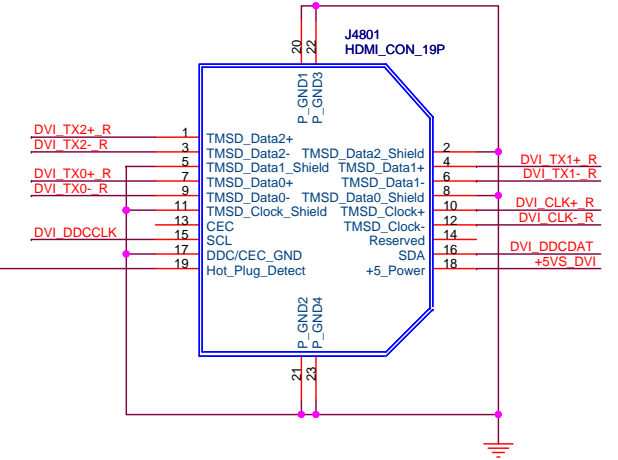 J4801
HDMI_CON_19P
20
22
P_GND1
P_GND3
DVI_TX2+_R
1
TMSD_Data2+
DVI_TX2-_R
3
TMSD_Data2-
TMSD_Data2_Shield
2
5
TMSD_Data1_Shield
TMSD_Data1+
4
DVI_TX1+_R
DVI_TX0+_R
7
TMSD_Data0+
TMSD_Data1-
6
DVI_TX1-_R
DVI_TX0-_R
9
TMSD_Data0-
TMSD_Data0_Shield
8
11
TMSD_Clock_Shield
TMSD_Clock+
10
DVI_CLK+_R
13
CEC
TMSD_Clock-
12
DVI_CLK-_R
DVI_DDCCLK
15
SCL
Reserved
14
17
DDC/CEC_GND
SDA
16
DVI_DDCDAT
19
Hot_Plug_Detect
+5_Power
18
+5VS_DVI
P_GND2
P_GND4
21
23